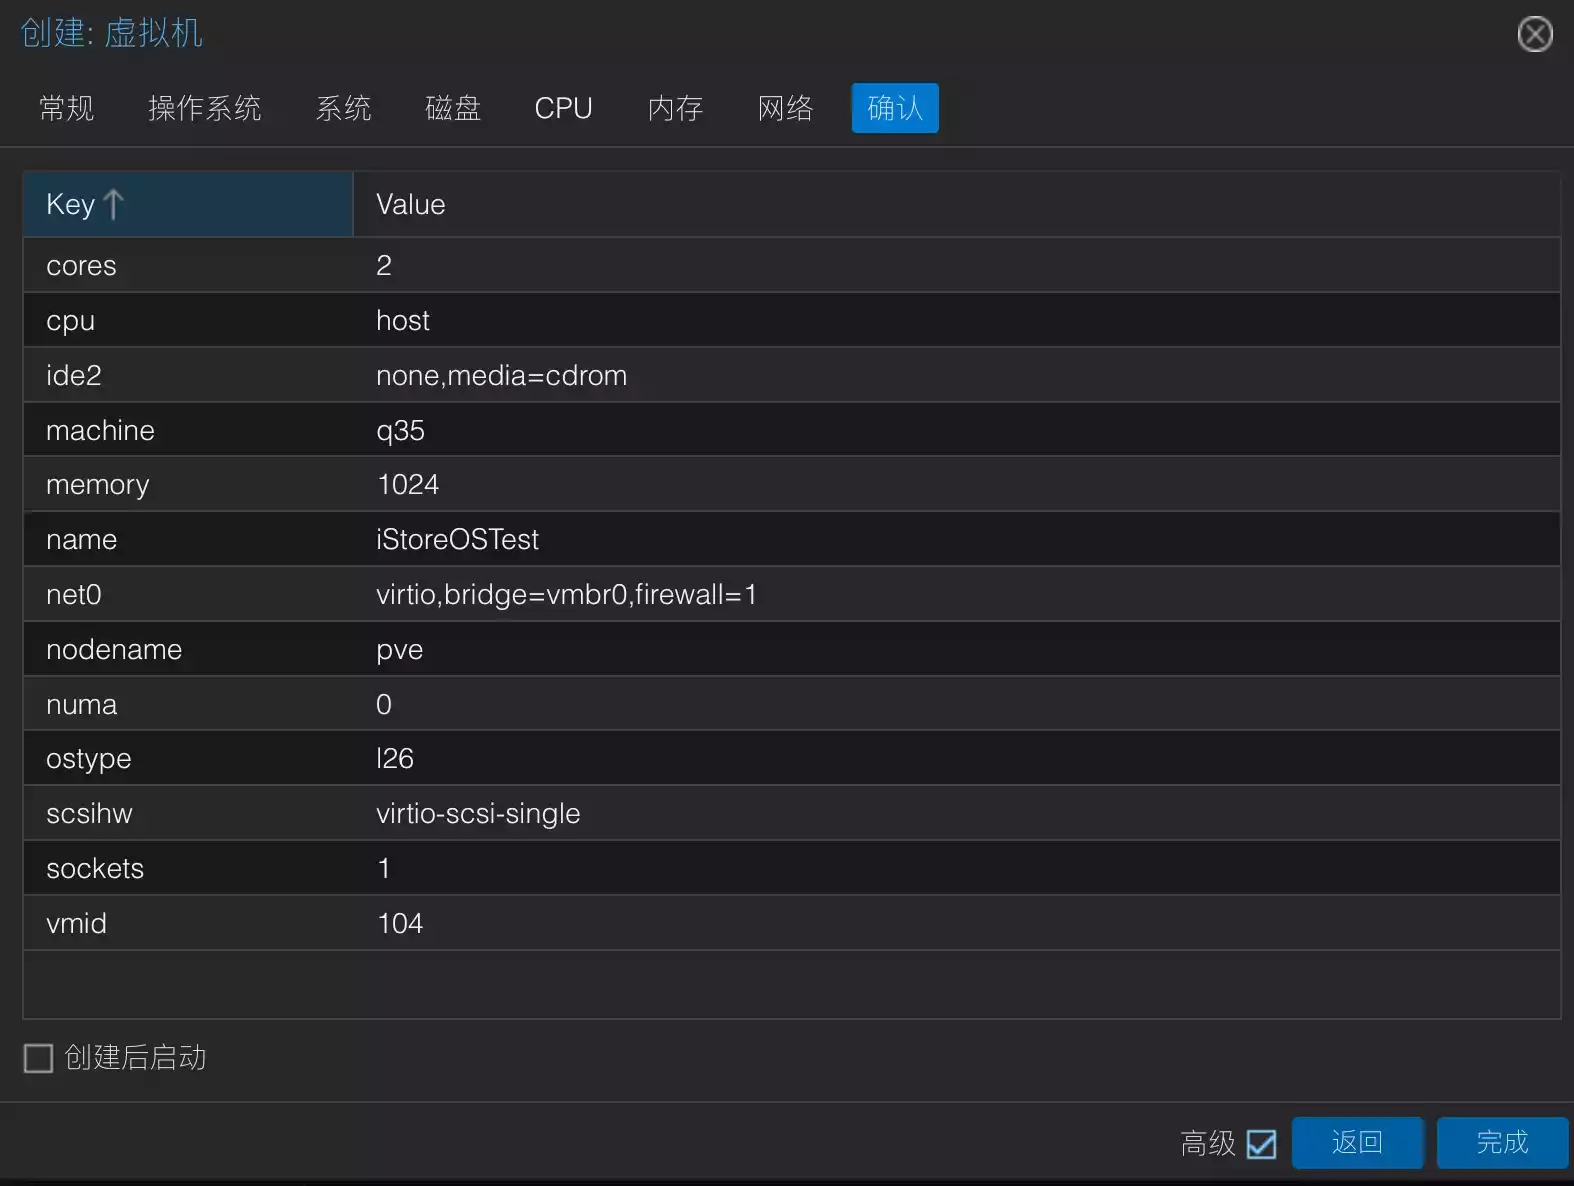 创建: 虚拟机
常规 操作系统 系统 磁盘 CPU 内存 网络 确认
Key Value
cores 2
cpu host
ide2 none,media=cdrom
machine q35
memory 1024
name iStoreOSTest
net0 virtio,bridge=vmbr0,firewall=1
nodename pve
numa 0
ostype l26
scsihw virtio-scsi-single
sockets 1
vmid 104
创建后启动
高级 返回 完成